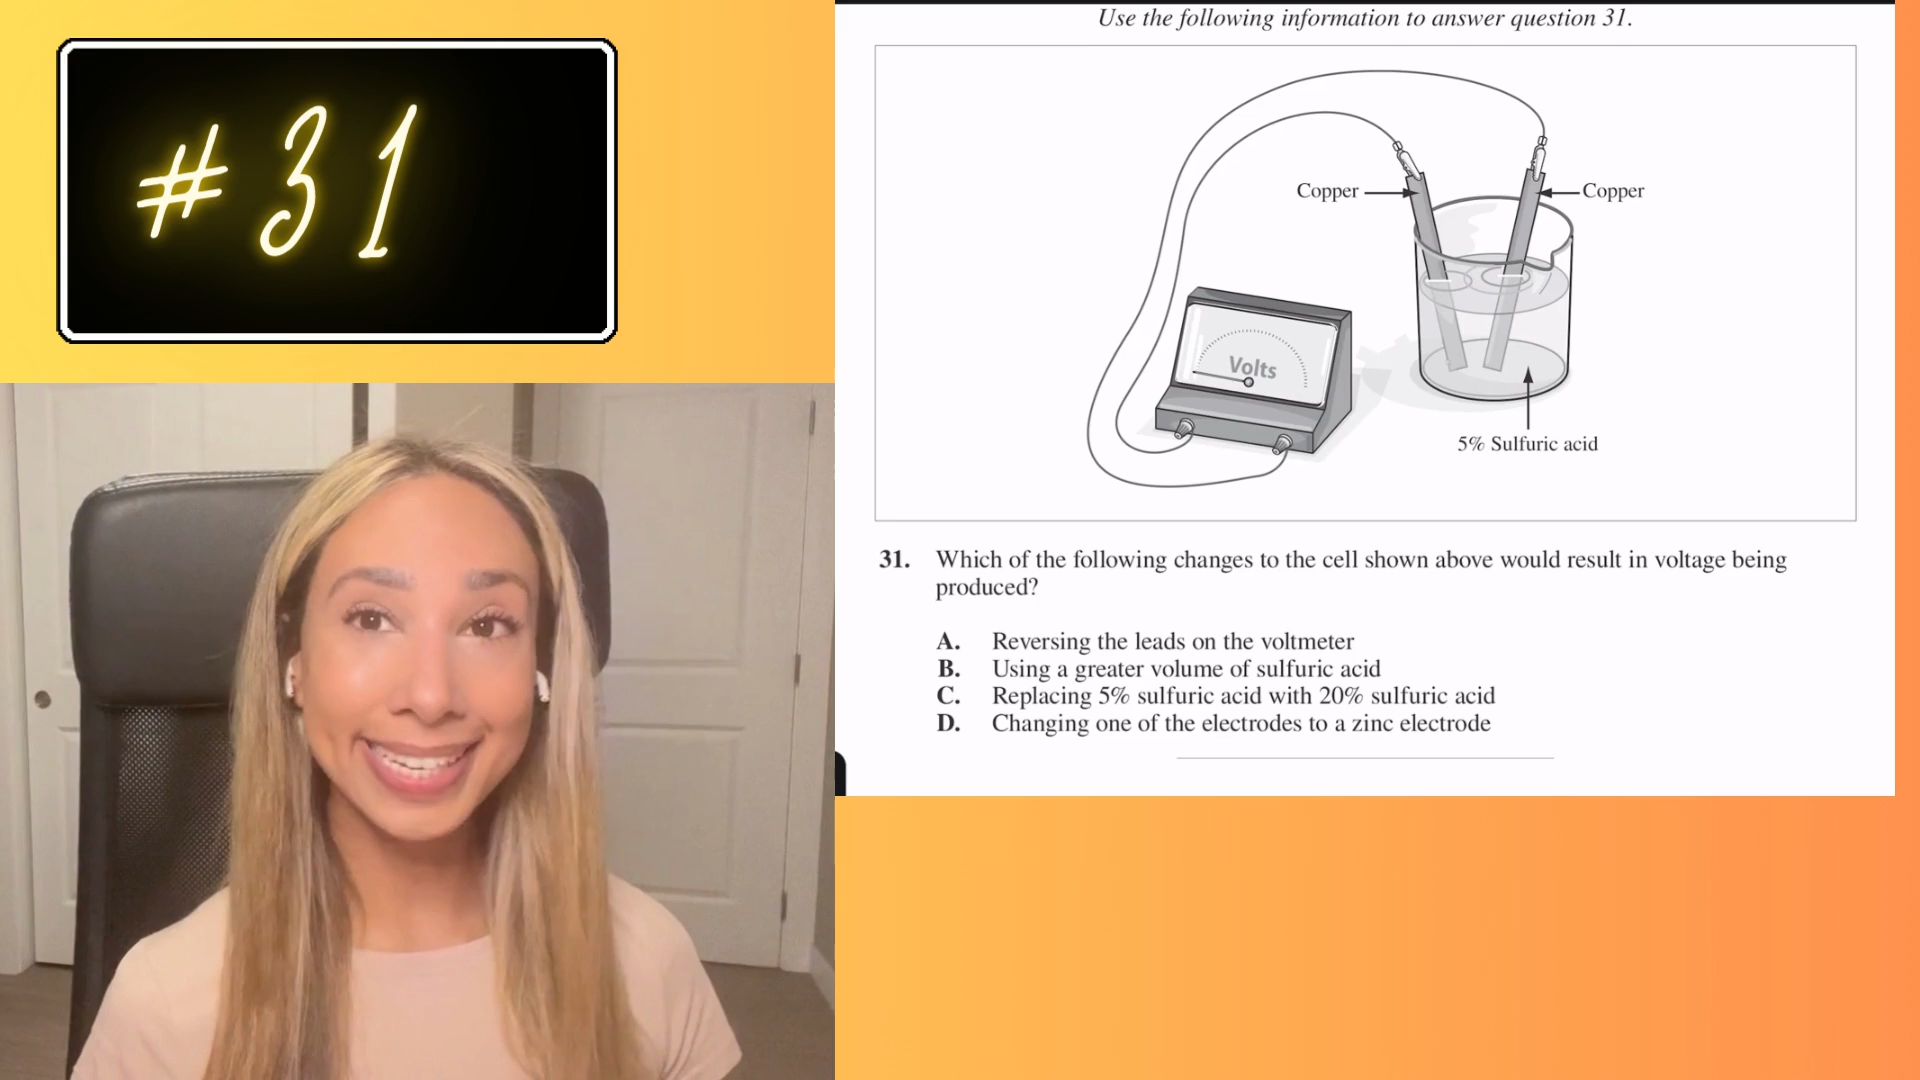 # 31
Use the following information to answer question 31.
Copper
Copper
Volts
5% Sulfuric acid
31. Which of the following changes to the cell shown above would result in voltage being
produced?
A. Reversing the leads on the voltmeter
B. Using a greater volume of sulfuric acid
C. Replacing 5% sulfuric acid with 20% sulfuric acid
D. Changing one of the electrodes to a zinc electrode